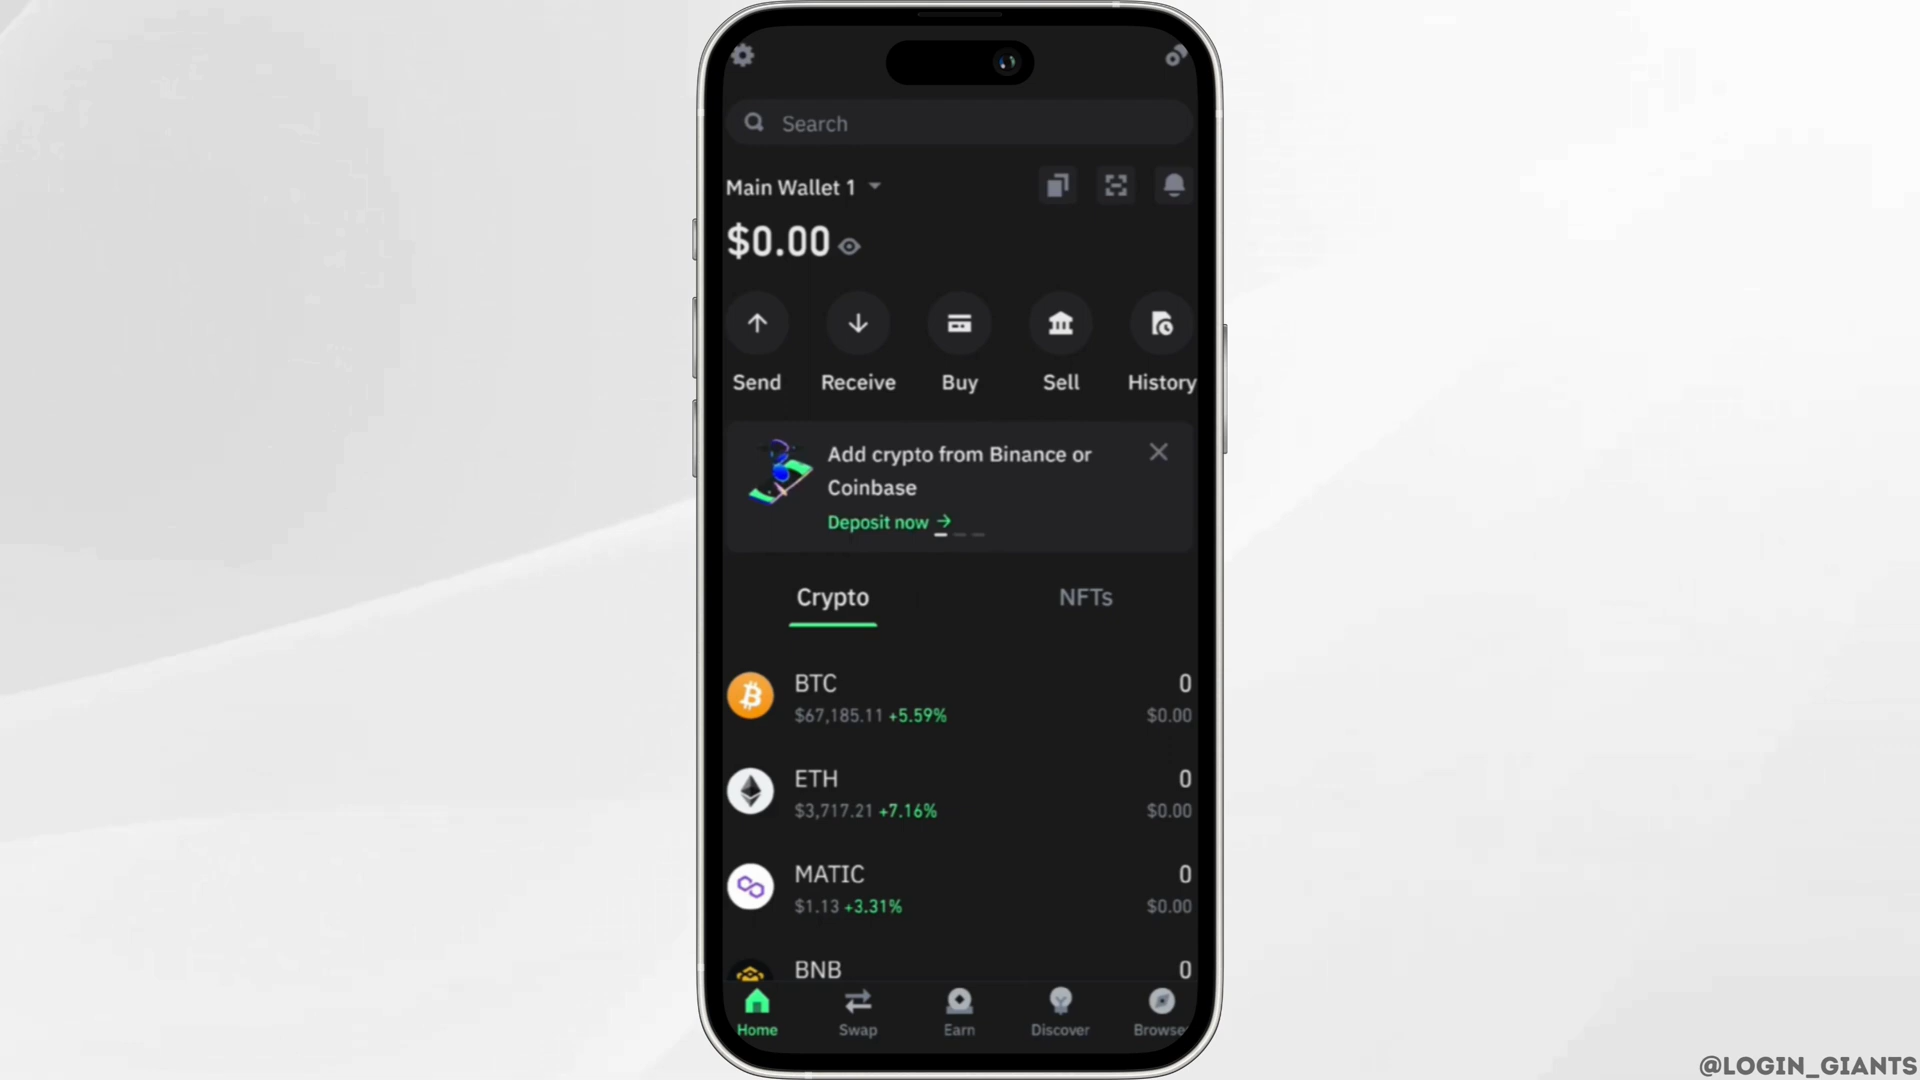 Search
Main Wallet 1
$0.00
Send Receive Buy Sell History
Add crypto from Binance or
Coinbase
Deposit now
Crypto NFTs
BTC 0
$67,185.11 +5.59% $0.00
ETH 0
$3,717.21 +7.16% $0.00
MATIC 0
$1.13 +3.31% $0.00
BNB 0
Home Swap Earn Discover Browse
@LOGIN_GIANTS